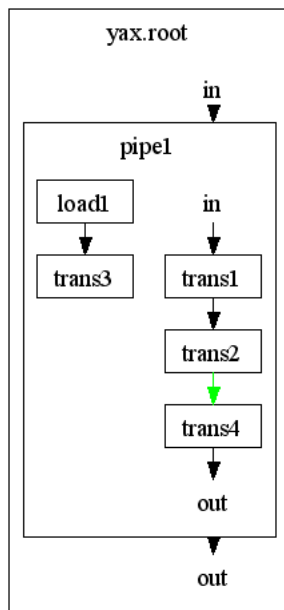 yax.root
in
pipe1
load1
in
trans3
trans1
trans2
trans4
out
out